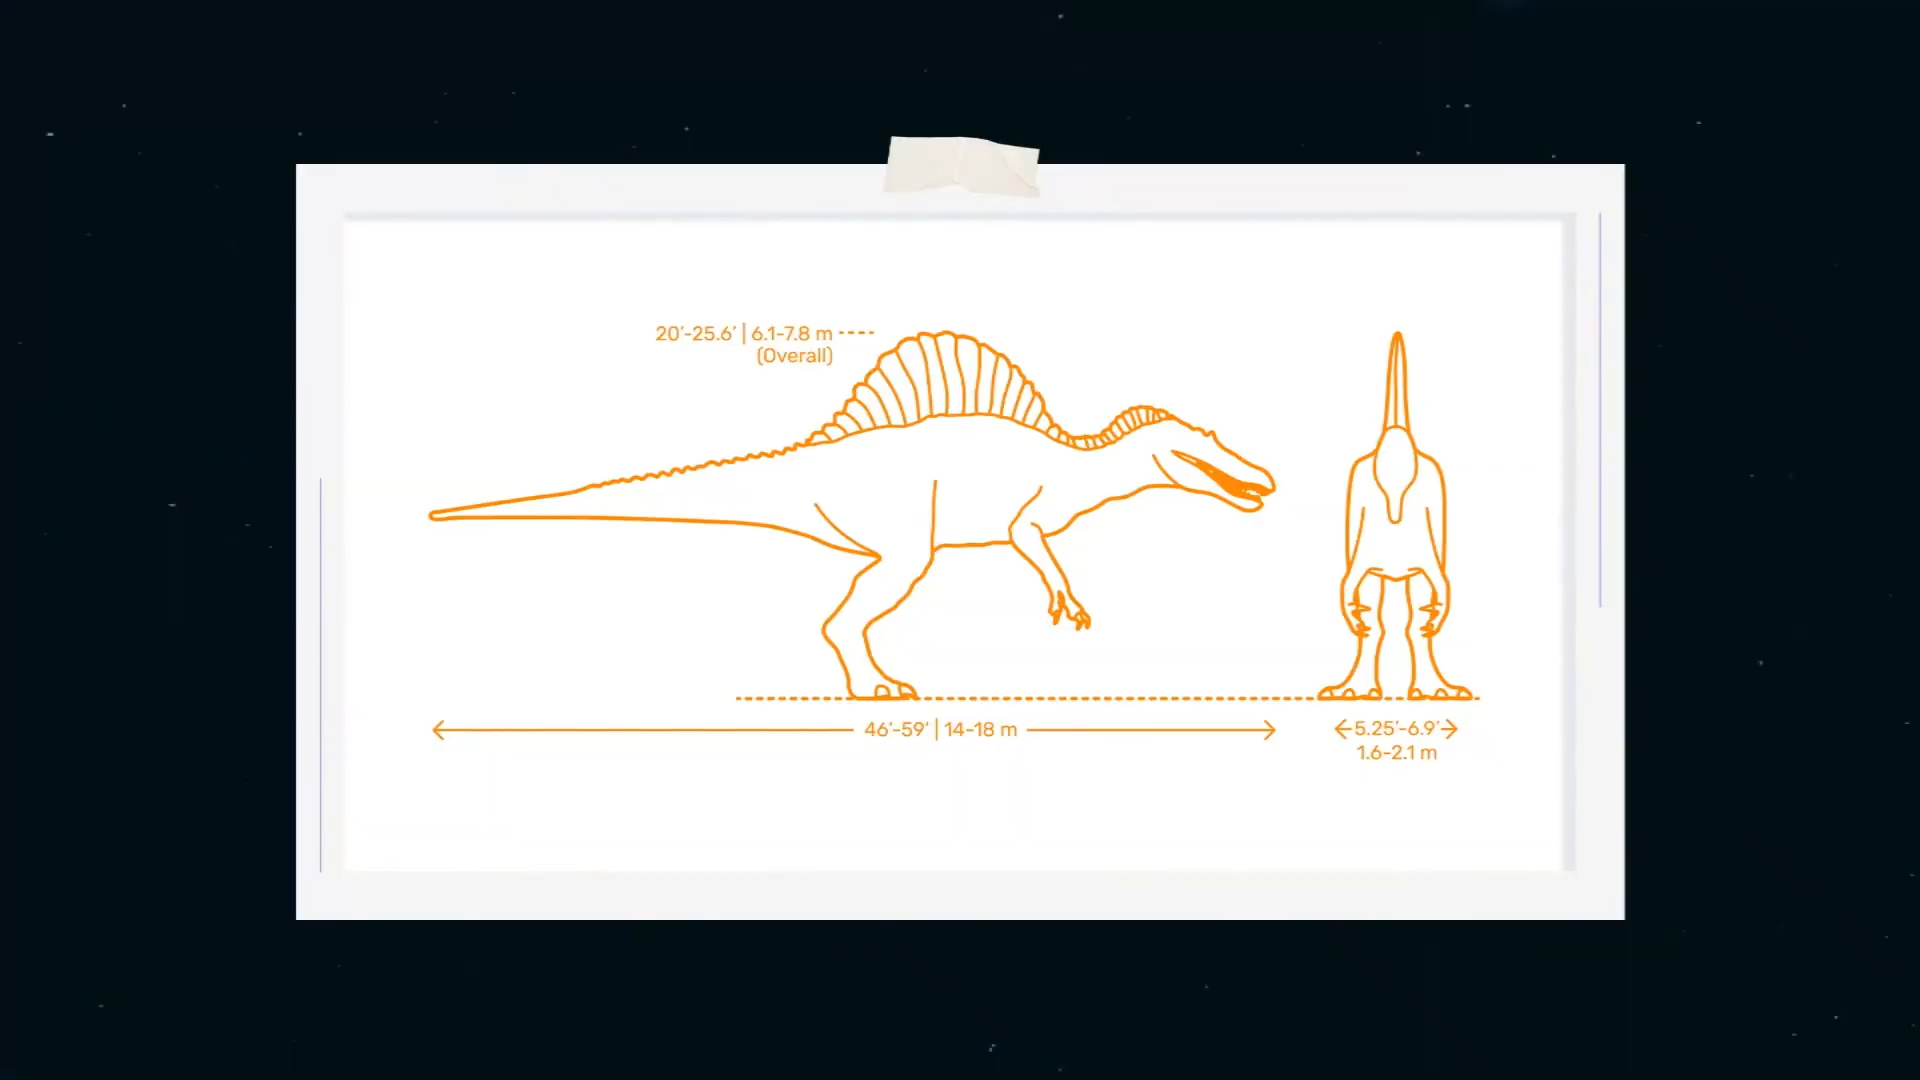 20’-25.6’ | 6.1-7.8 m
(Overall)
46’-59’ | 14-18 m
5.25’-6.9’
1.6-2.1 m